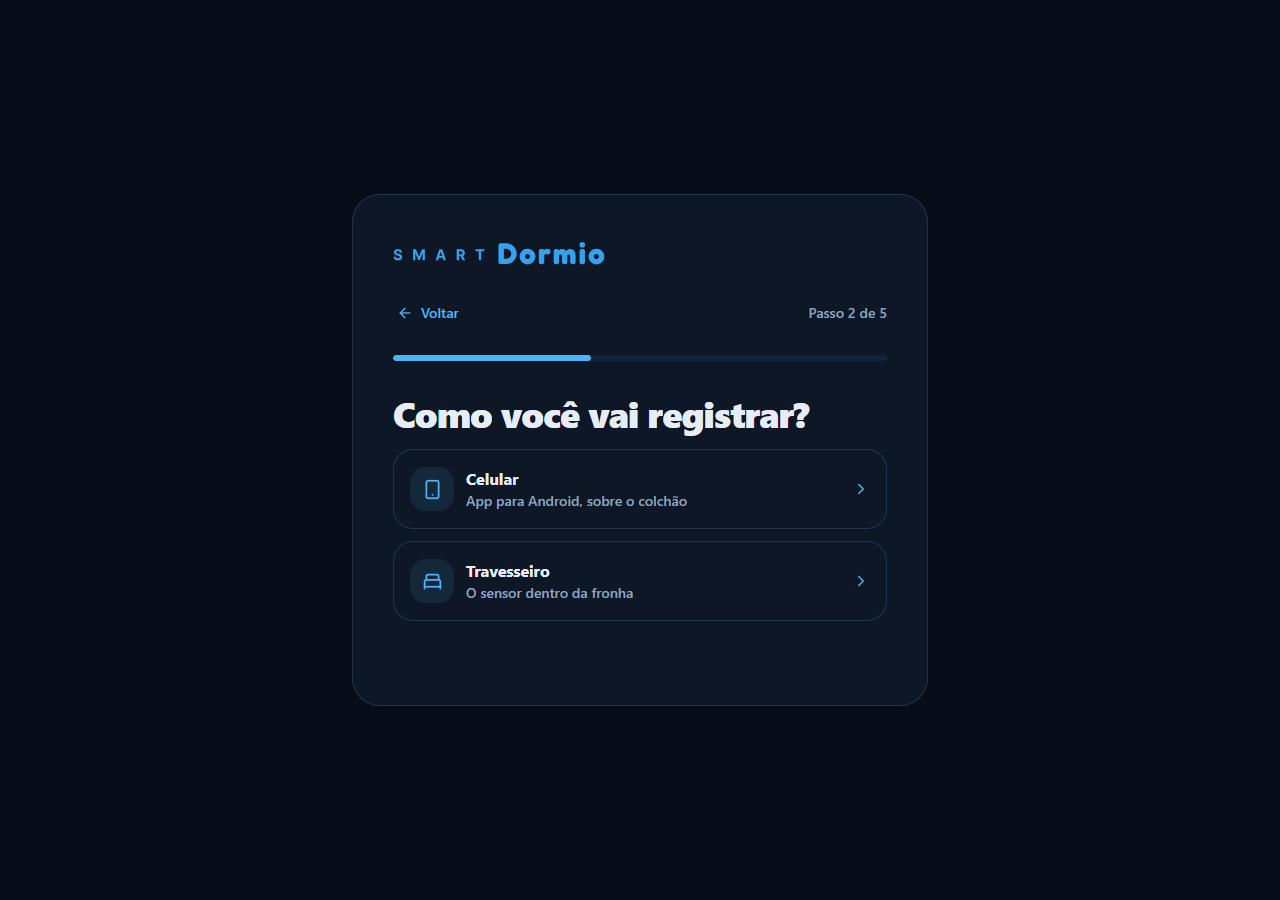 SMART Dormio
Voltar
Passo 2 de 5
Como você vai registrar?
Celular
App para Android, sobre o colchão
Travesseiro
O sensor dentro da fronha